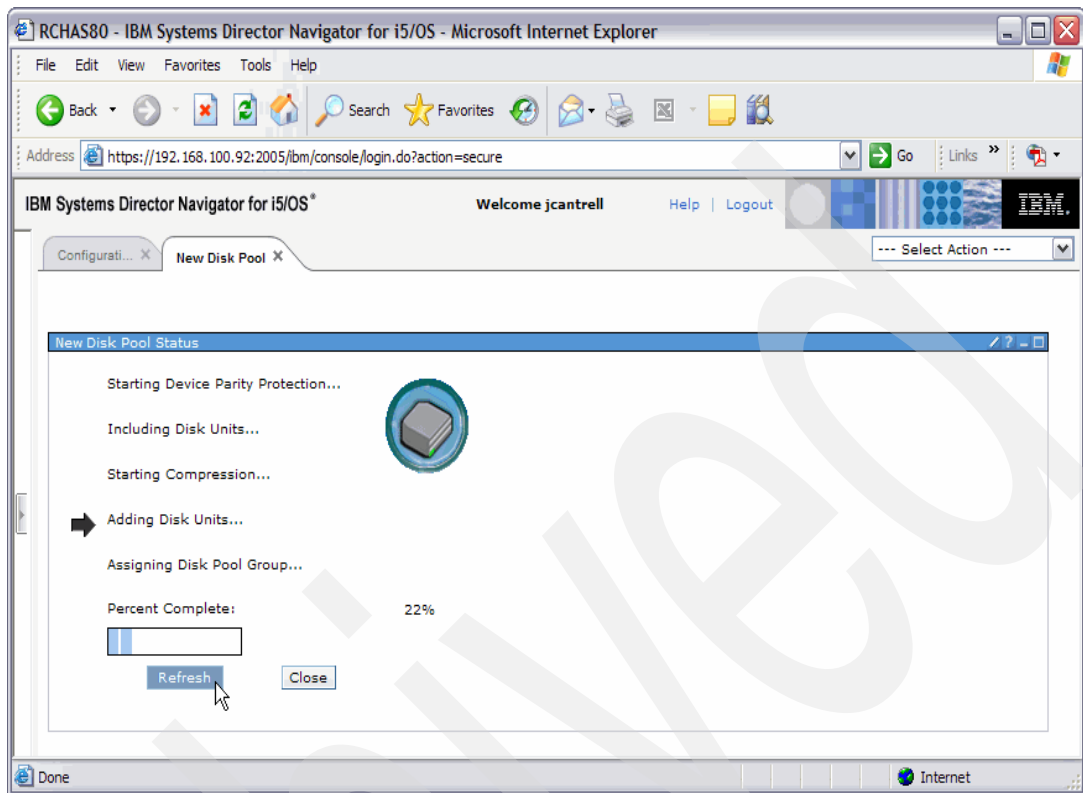 RCHAS80 - IBM Systems Director Navigator for i5/OS - Microsoft Internet Explorer
File Edit View Favorites Tools Help
Back Search Favorites
Address https://192.168.100.92:2005/ibm/console/login.do?action=secure Go Links »
IBM Systems Director Navigator for i5/OS® Welcome jcantrell Help | Logout IBM.
Configurati... X New Disk Pool X --- Select Action ---
New Disk Pool Status
Starting Device Parity Protection...
Including Disk Units...
Starting Compression...
Adding Disk Units...
Assigning Disk Pool Group...
Percent Complete: 22%
Refresh Close
Done Internet